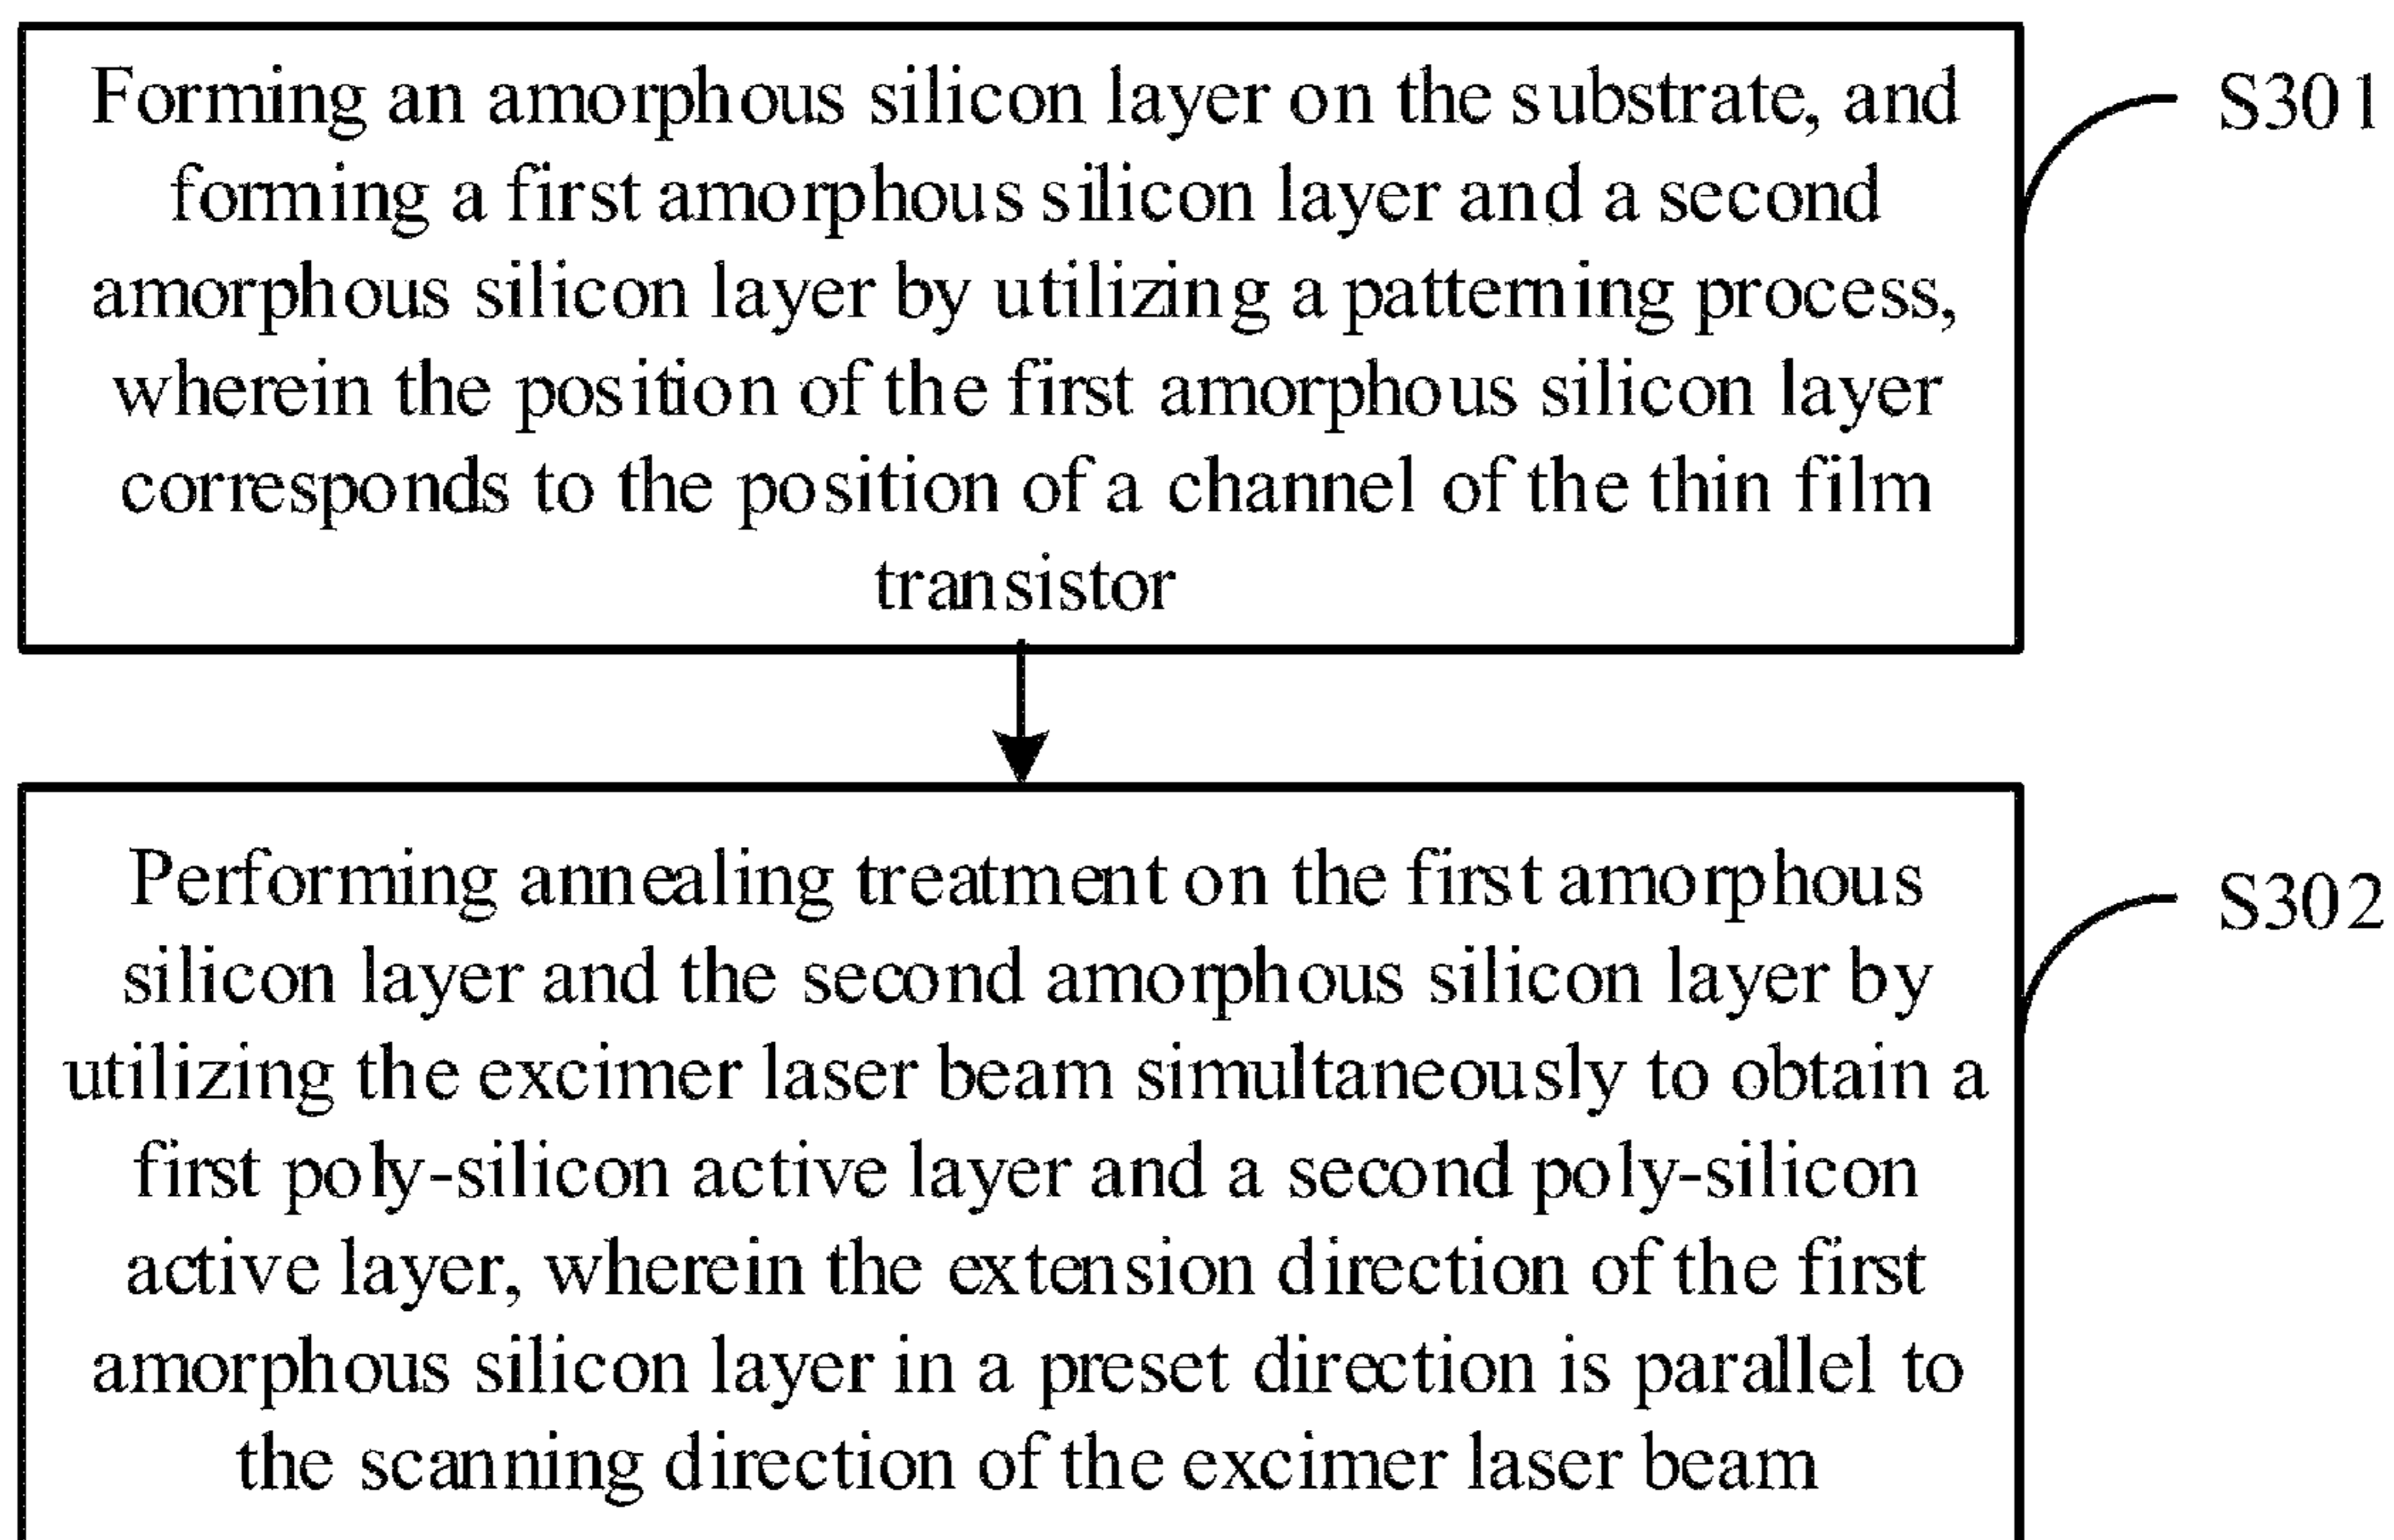 Forming an amorphous silicon layer on the substrate, and
forming a first amorphous silicon layer and a second
amorphous silicon layer by utilizing a patterning process,
wherein the position of the first amorphous silicon layer
corresponds to the position of a channel of the thin film
transistor
S301
Performing annealing treatment on the first amorphous
silicon layer and the second amorphous silicon layer by
utilizing the excimer laser beam simultaneously to obtain a
first poly-silicon active layer and a second poly-silicon
active layer, wherein the extension direction of the first
amorphous silicon layer in a preset direction is parallel to
the scanning direction of the excimer laser beam
S302